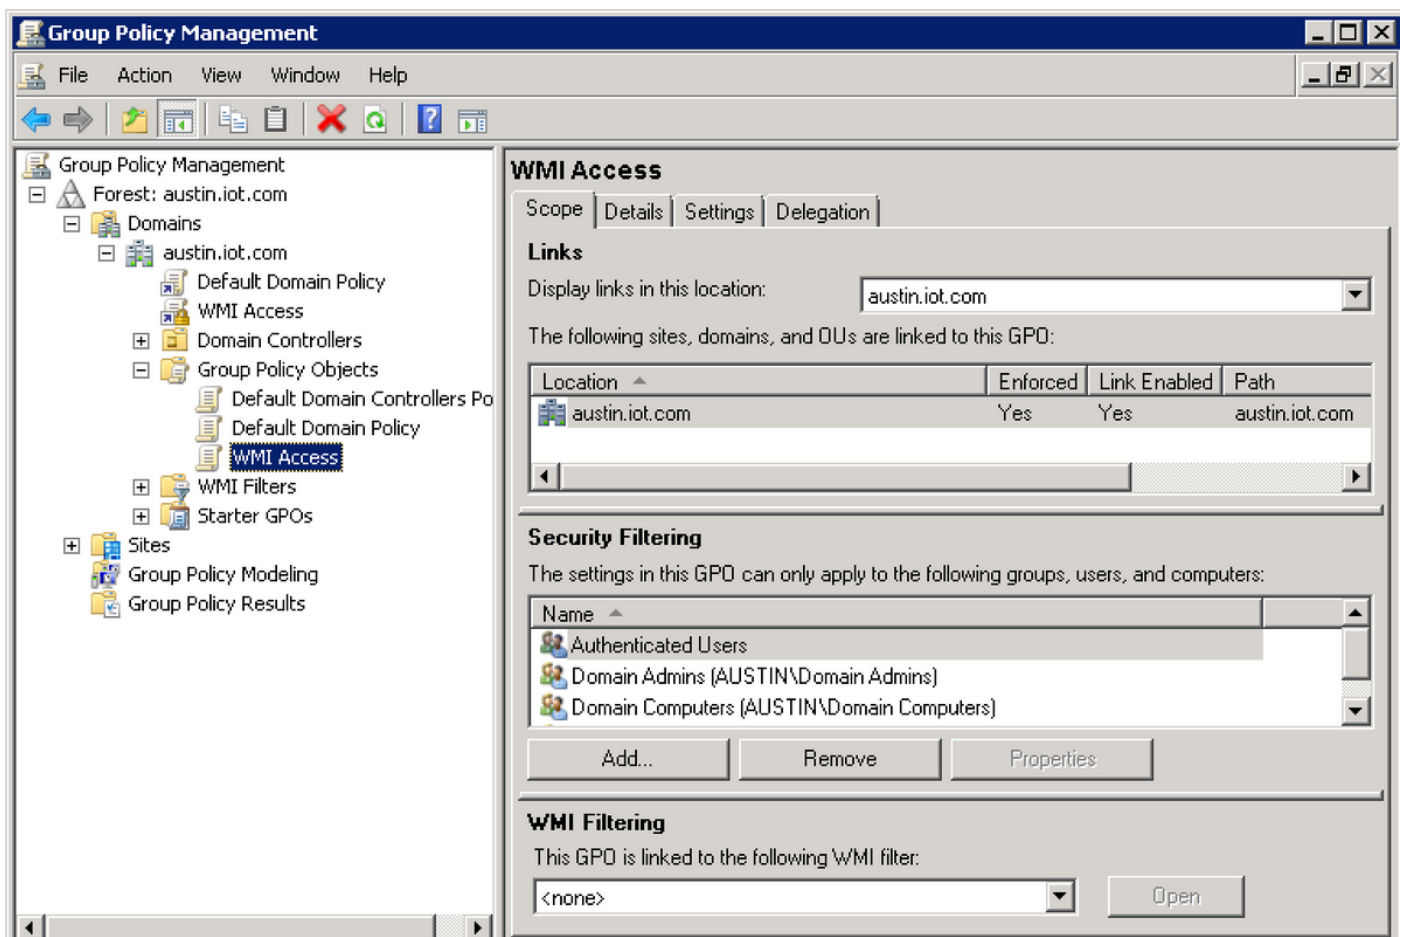 Group Policy Management
File Action View Window Help
Group Policy Management
Forest: austin.iot.com
Domains
austin.iot.com
Default Domain Policy
WMI Access
Domain Controllers
Group Policy Objects
Default Domain Controllers Po
Default Domain Policy
WMI Access
WMI Filters
Starter GPOs
Sites
Group Policy Modeling
Group Policy Results
WMI Access
Scope Details Settings Delegation
Links
Display links in this location: austin.iot.com
The following sites, domains, and OUs are linked to this GPO:
Location Enforced Link Enabled Path
austin.iot.com Yes Yes austin.iot.com
Security Filtering
The settings in this GPO can only apply to the following groups, users, and computers:
Name
Authenticated Users
Domain Admins (AUSTIN\Domain Admins)
Domain Computers (AUSTIN\Domain Computers)
Add... Remove Properties
WMI Filtering
This GPO is linked to the following WMI filter:
<none> Open